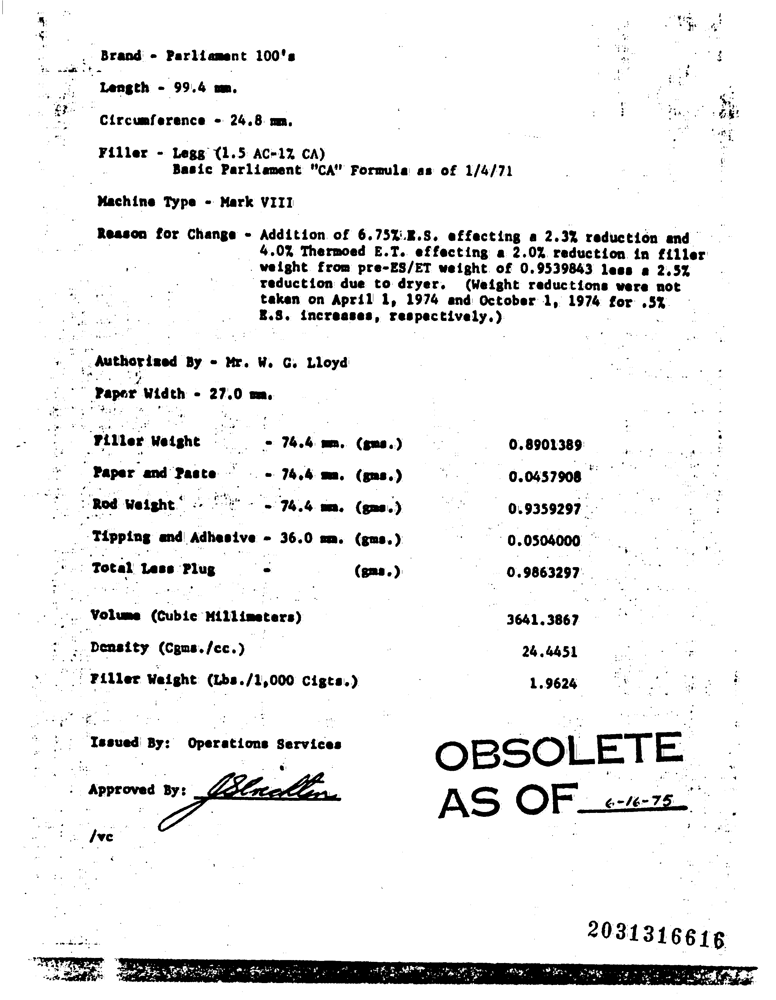 Brand - Parliament 100's
Length - 99.4 mm.
Circumference - 24.8 mm.
Filler - Legg (1.5 AC-1% CA)
Basic Parliament "CA" Formula as of 1/4/71
Machine Type - Mark VIII
Reason for Change - Addition of 6.75% E.S. effecting a 2.3% reduction and
4.0% Thermoed E.T. effecting a 2.0% reduction in filler
weight from pre-ES/ET weight of 0.9539843 less a 2.5%
reduction due to dryer. (Weight reductions were not
taken on April 1, 1974 and October 1, 1974 for .5%
E.S. increases, respectively.)
Authorized By - Mr. W. G. Lloyd
Paper Width - 27.0 mm.
Filler Weight - 74.4 mm. (gms.) 0.8901389
Paper and Paste - 74.4 mm. (gms.) 0.0457908
Rod Weight - 74.4 mm. (gms.) 0.9359297
Tipping and Adhesive - 36.0 mm. (gms.) 0.0504000
Total Less Plug - (gms.) 0.9863297
Volume (Cubic Millimeters) 3641.3867
Density (Cgms./cc.) 24.4451
Filler Weight (Lbs./1,000 Cigts.) 1.9624
Issued By: Operations Services
OBSOLETE
Approved By:
AS OF 6-16-75
/vc
2031316616